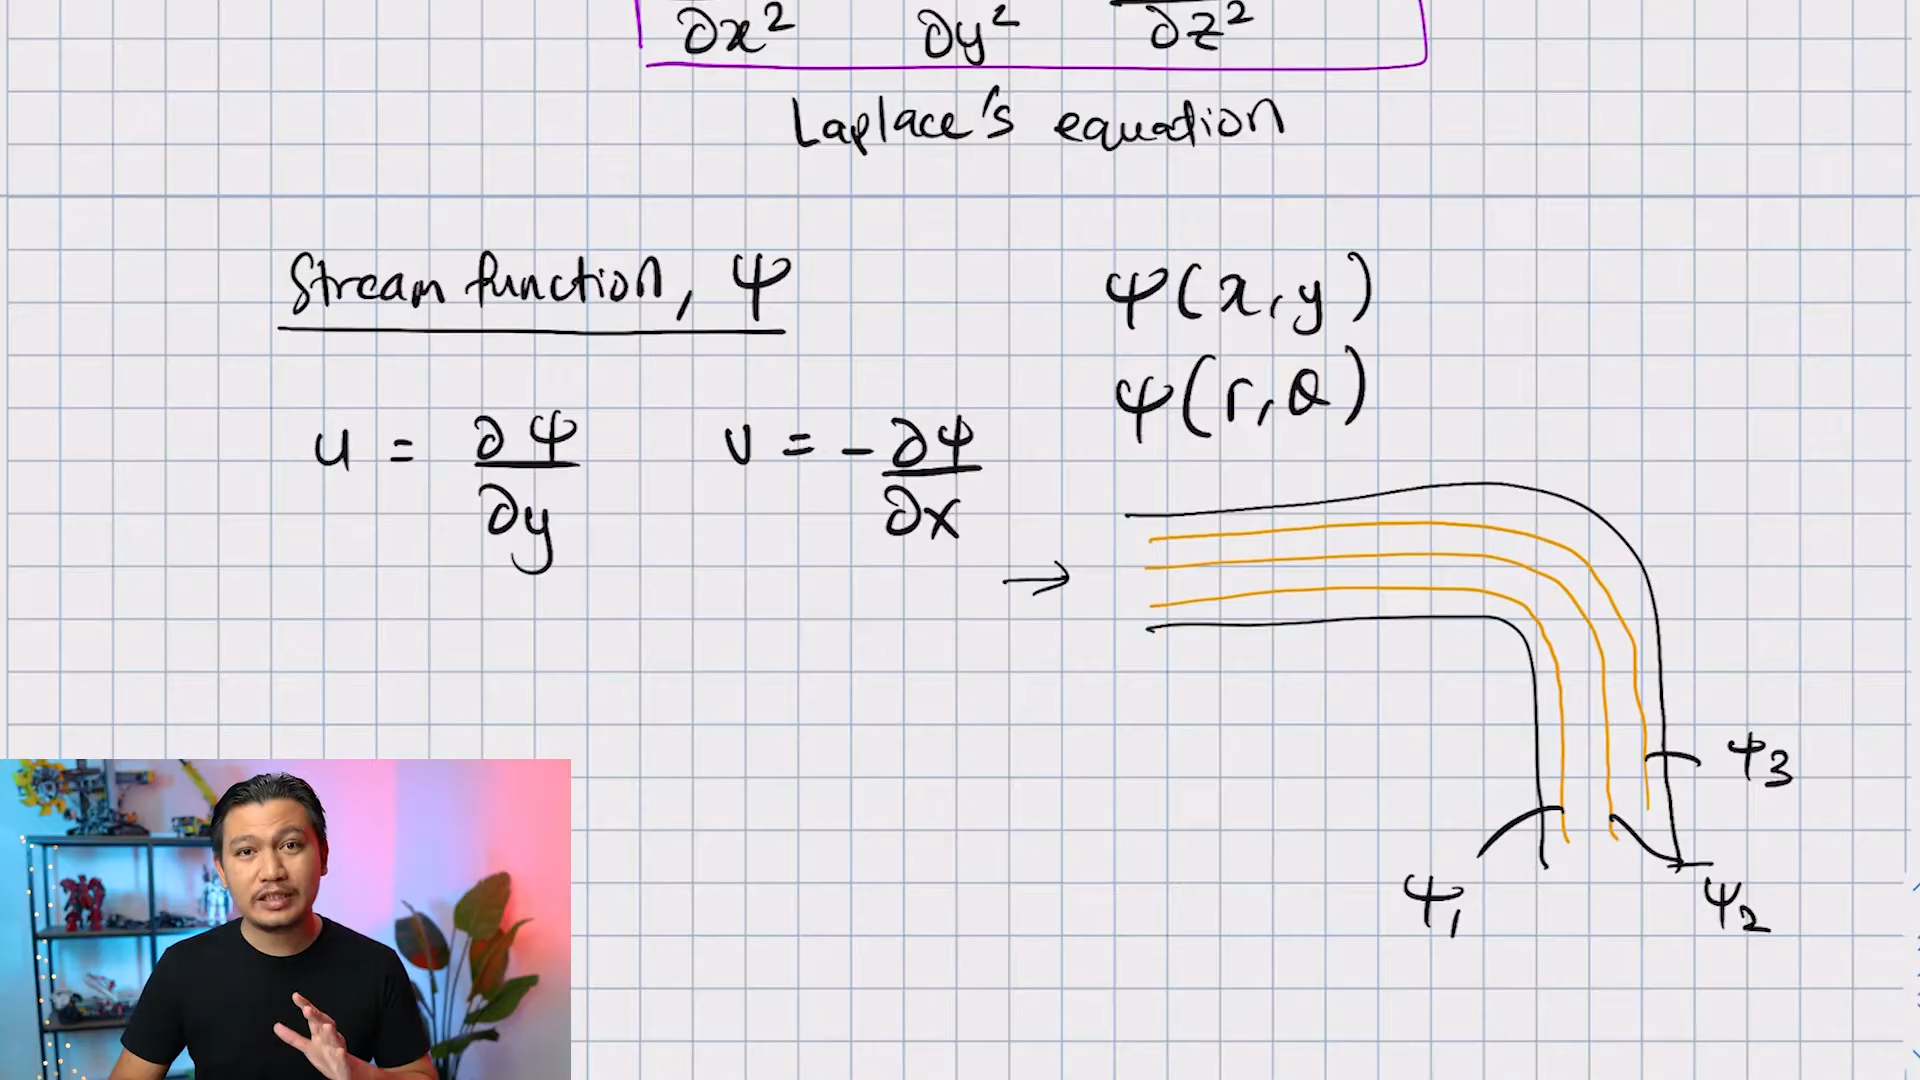 ∂x² ∂y² ∂z²
Laplace's equation
Stream function, ψ
ψ(x,y)
ψ(r,θ)
u = ∂ψ/∂y v = -∂ψ/∂x
→
ψ3
ψ1
ψ2